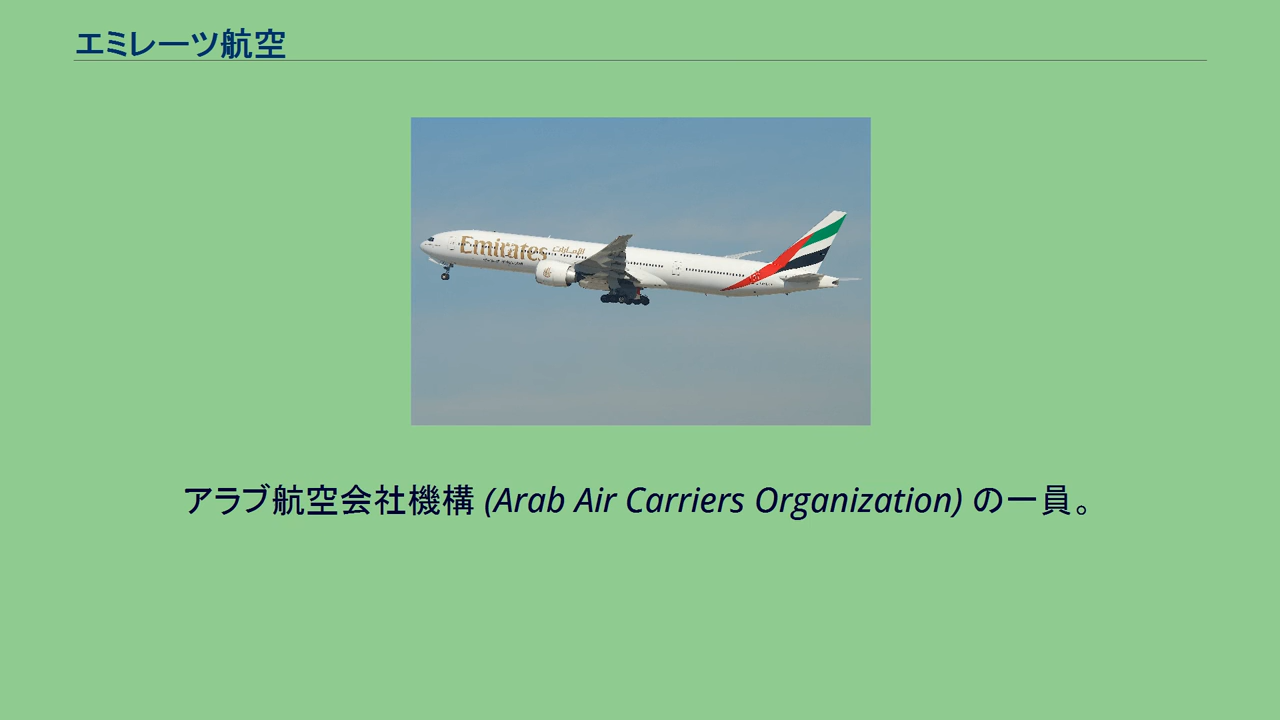 エミレーツ航空
Emirates
アラブ航空会社機構 (Arab Air Carriers Organization) の一員。